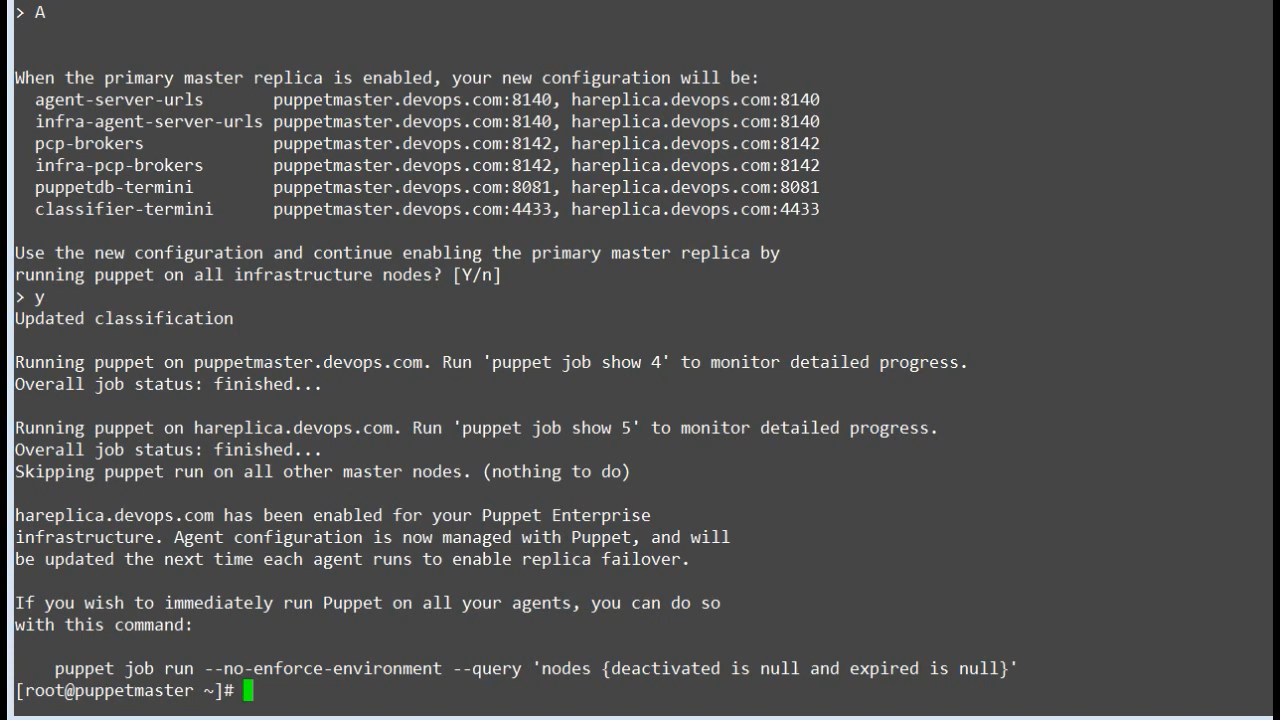 > A
When the primary master replica is enabled, your new configuration will be:
agent-server-urls puppetmaster.devops.com:8140, hareplica.devops.com:8140
infra-agent-server-urls puppetmaster.devops.com:8140, hareplica.devops.com:8140
pcp-brokers puppetmaster.devops.com:8142, hareplica.devops.com:8142
infra-pcp-brokers puppetmaster.devops.com:8142, hareplica.devops.com:8142
puppetdb-termini puppetmaster.devops.com:8081, hareplica.devops.com:8081
classifier-termini puppetmaster.devops.com:4433, hareplica.devops.com:4433
Use the new configuration and continue enabling the primary master replica by
running puppet on all infrastructure nodes? [Y/n]
> y
Updated classification
Running puppet on puppetmaster.devops.com. Run 'puppet job show 4' to monitor detailed progress.
Overall job status: finished...
Running puppet on hareplica.devops.com. Run 'puppet job show 5' to monitor detailed progress.
Overall job status: finished...
Skipping puppet run on all other master nodes. (nothing to do)
hareplica.devops.com has been enabled for your Puppet Enterprise
infrastructure. Agent configuration is now managed with Puppet, and will
be updated the next time each agent runs to enable replica failover.
If you wish to immediately run Puppet on all your agents, you can do so
with this command:
puppet job run --no-enforce-environment --query 'nodes {deactivated is null and expired is null}'
[root@puppetmaster ~]#